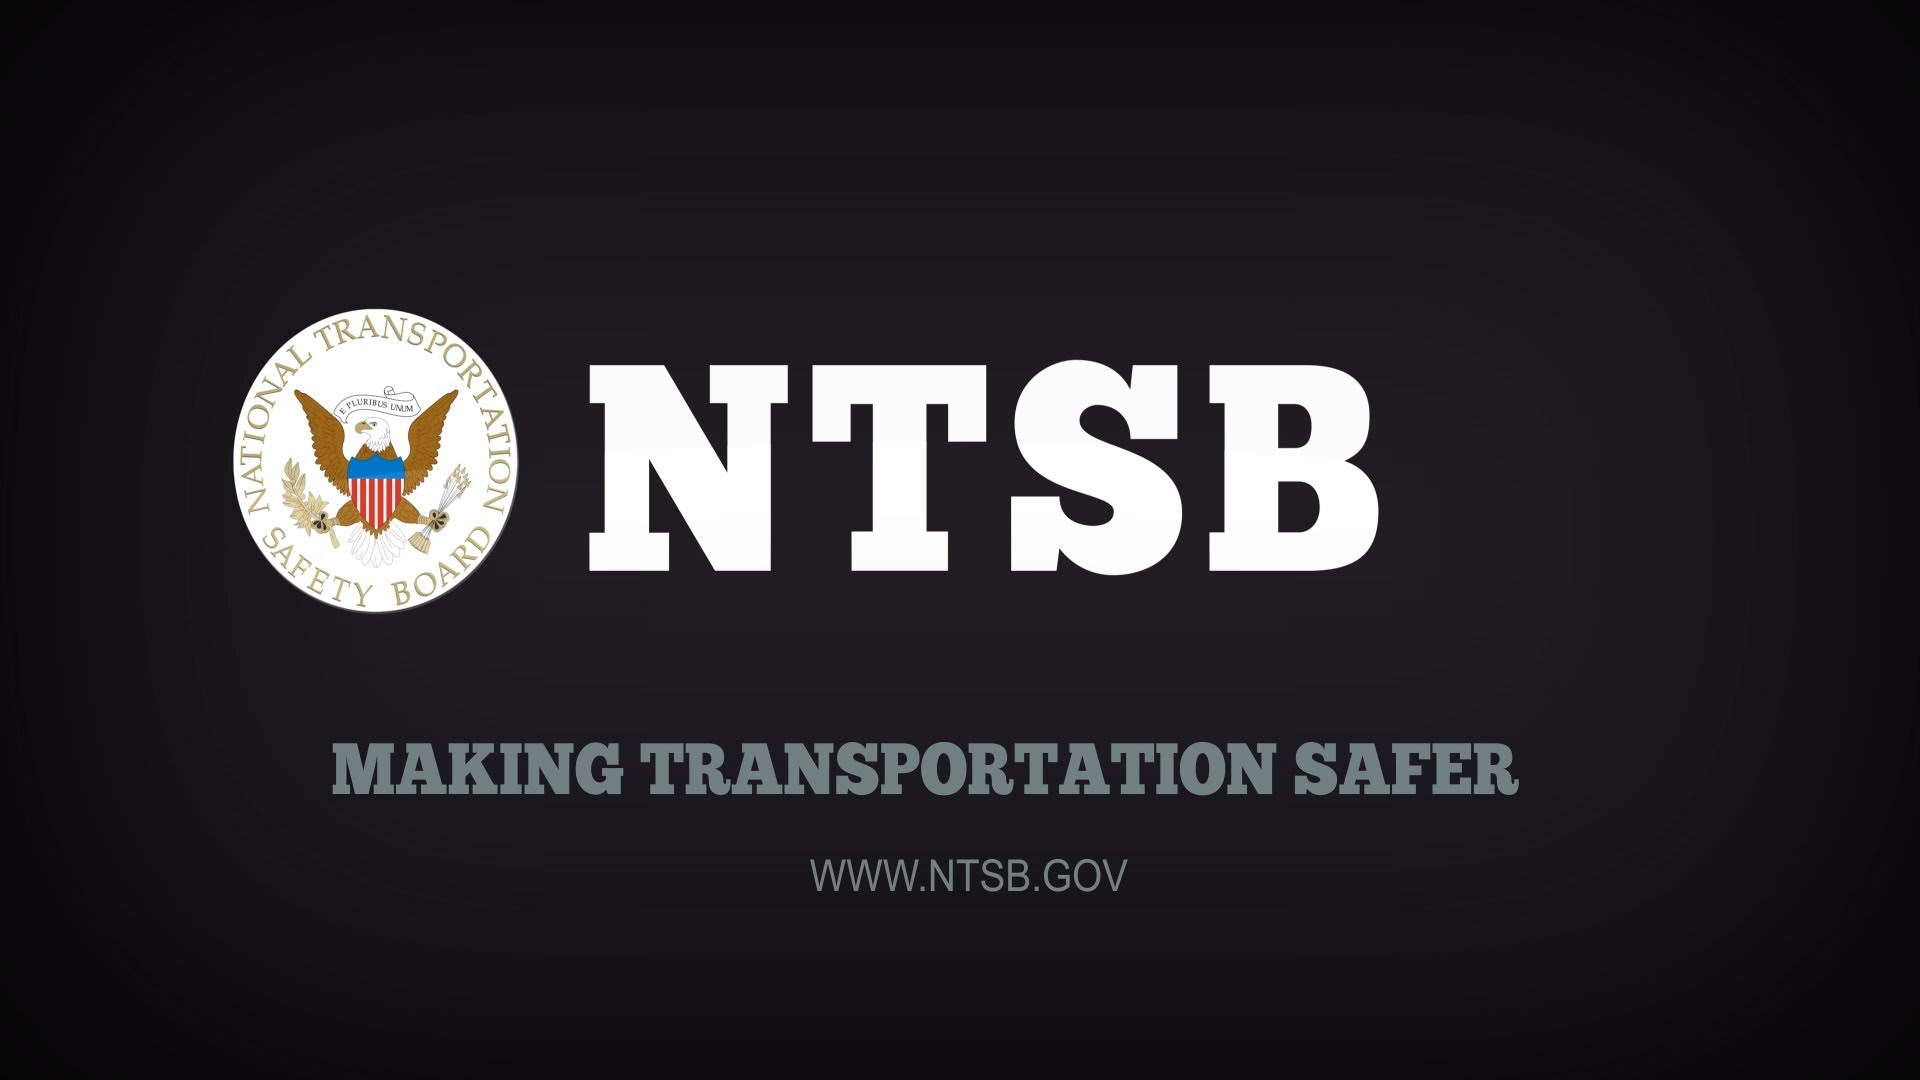 NATIONAL TRANSPORTATION
SAFETY BOARD
E PLURIBUS UNUM
NTSB
MAKING TRANSPORTATION SAFER
WWW.NTSB.GOV